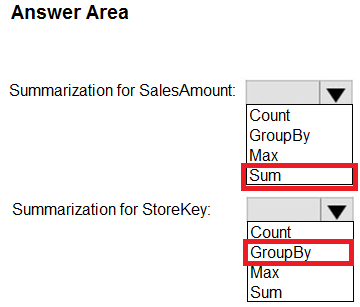 Answer Area
Summarization for SalesAmount:
Count
GroupBy
Max
Sum
Summarization for StoreKey:
Count
GroupBy
Max
Sum